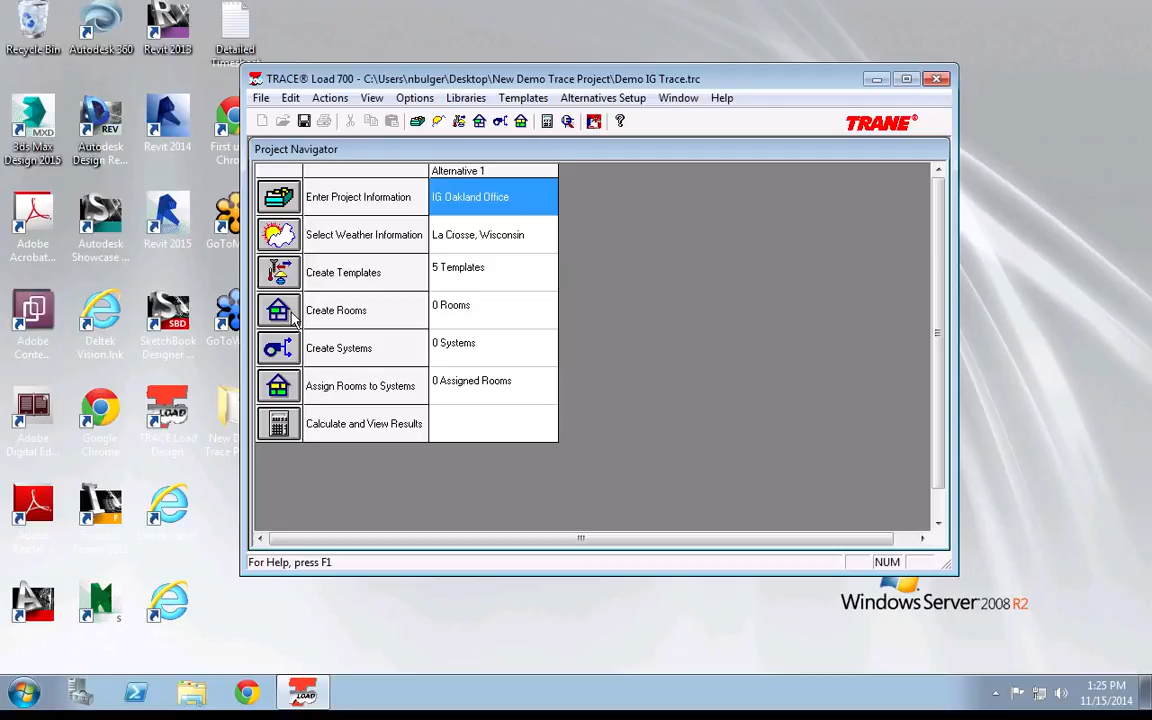 Recycle Bin
Autodesk 360
Revit 2013
Detailed
Timesheet
3ds Max
Design 2015
Autodesk
Design Re...
Revit 2014
Adobe
Acrobat...
Autodesk
Showcase ...
Revit 2015
Adobe
Conte...
Deltek
Vision.Ink
SketchBook
Designer ...
Adobe
Digital Ed...
Google
Chrome
TRACE Load
Design
TRACE® Load 700 - C:\Users\nbulger\Desktop\New Demo Trace Project\Demo IG Trace.trc
File Edit Actions View Options Libraries Templates Alternatives Setup Window Help
TRANE®
Project Navigator
Alternative 1
Enter Project Information IG Oakland Office
Select Weather Information La Crosse, Wisconsin
Create Templates 5 Templates
Create Rooms 0 Rooms
Create Systems 0 Systems
Assign Rooms to Systems 0 Assigned Rooms
Calculate and View Results
For Help, press F1
NUM
Windows Server 2008 R2
1:25 PM
11/15/2014